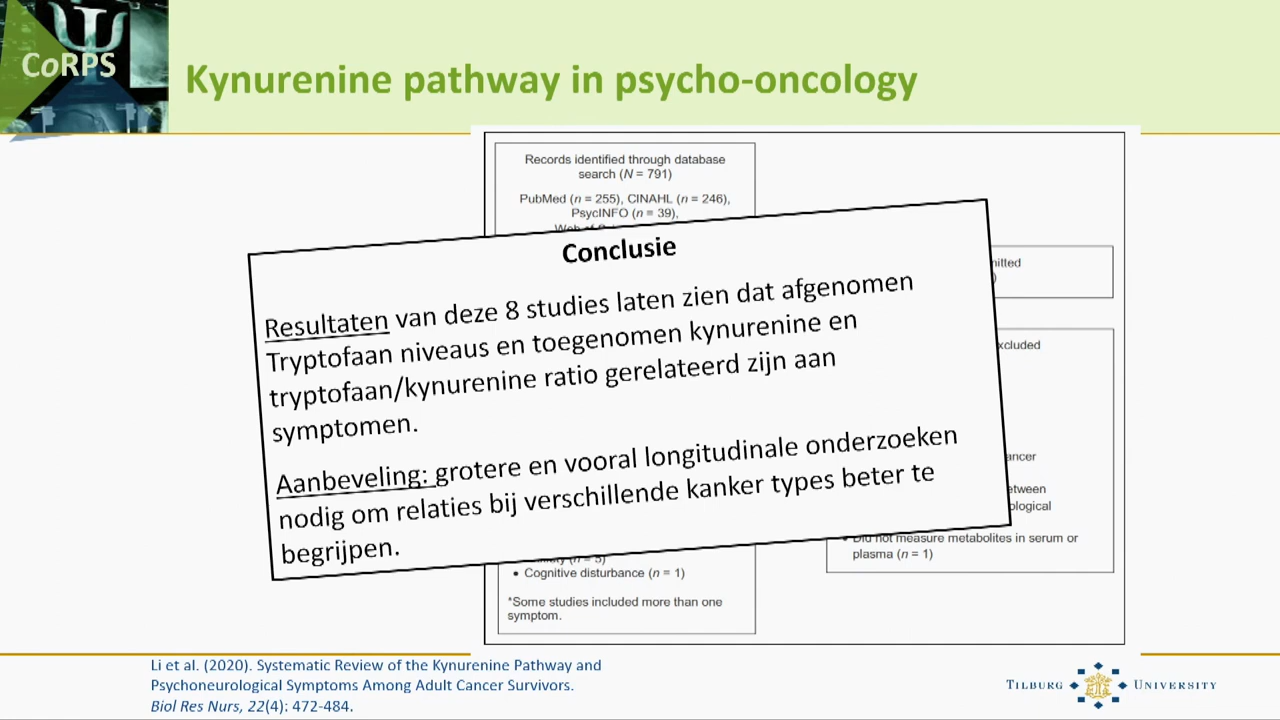 CoRPS
Kynurenine pathway in psycho-oncology
Records identified through database
search (N = 791)
PubMed (n = 255), CINAHL (n = 246),
PsycINFO (n = 39),
Conclusie
Resultaten van deze 8 studies laten zien dat afgenomen
Tryptofaan niveaus en toegenomen kynurenine en
tryptofaan/kynurenine ratio gerelateerd zijn aan
symptomen.
Aanbeveling: grotere en vooral longitudinale onderzoeken
nodig om relaties bij verschillende kanker types beter te
begrijpen.
not measure metabolites in serum or
plasma (n = 1)
• Cognitive disturbance (n = 1)
*Some studies included more than one
symptom.
Li et al. (2020). Systematic Review of the Kynurenine Pathway and
Psychoneurological Symptoms Among Adult Cancer Survivors.
Biol Res Nurs, 22(4): 472-484.
TILBURG UNIVERSITY